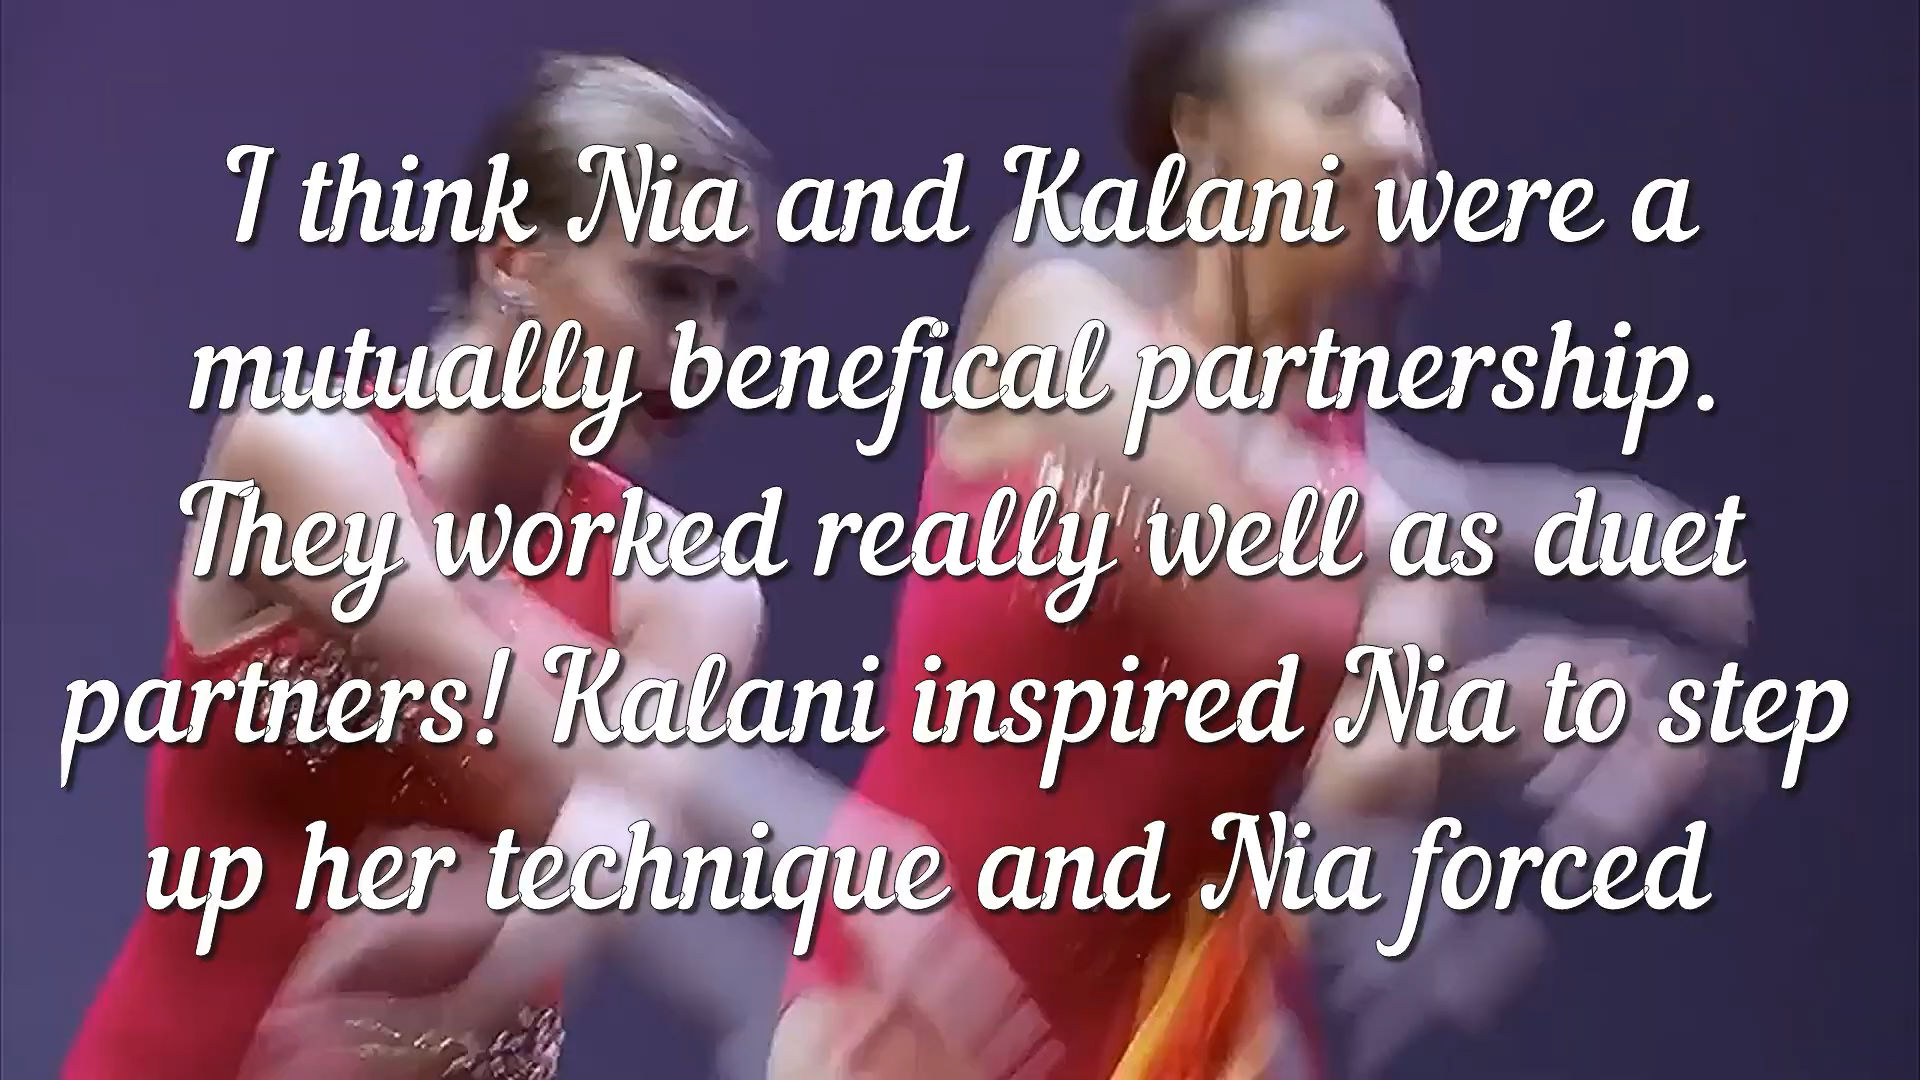 I think Nia and Kalani were a
mutually benefical partnership.
They worked really well as duet
partners! Kalani inspired Nia to step
up her technique and Nia forced